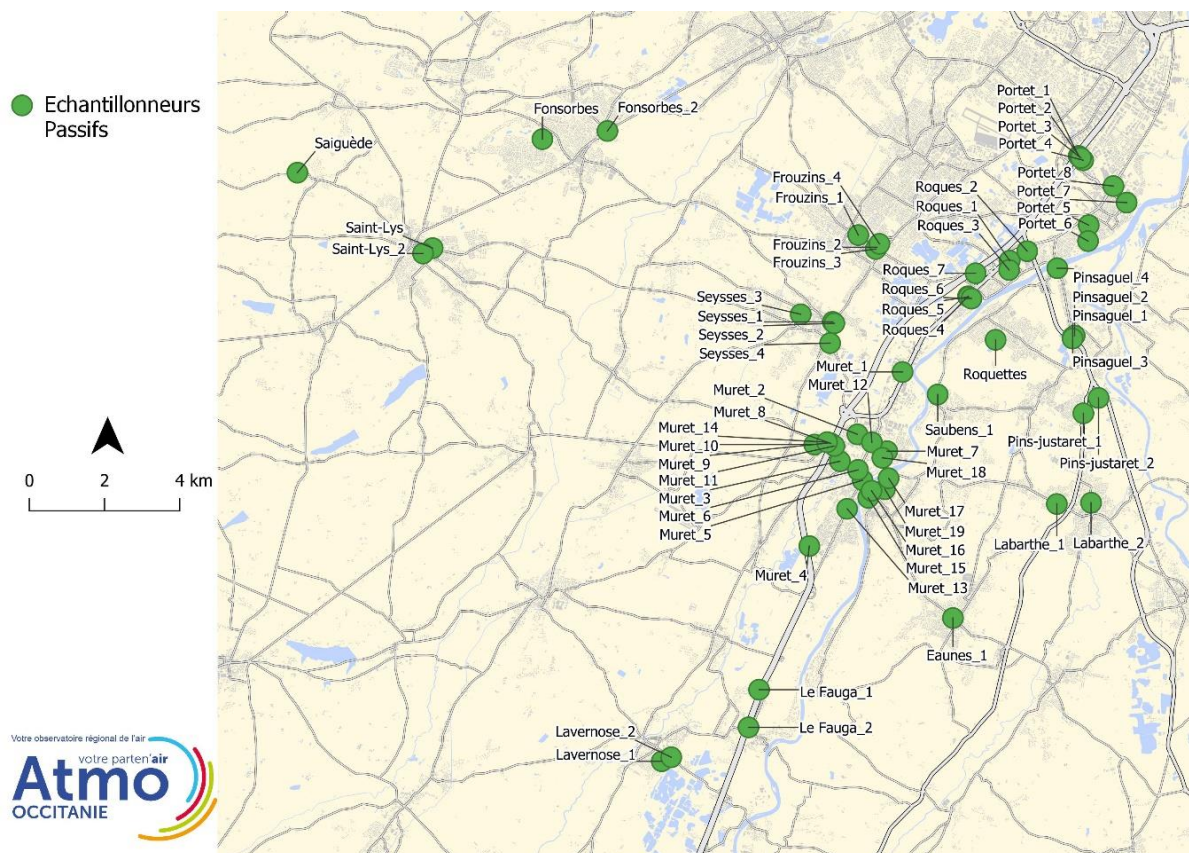 Echantillonneurs
Passifs
0 2 4 km
Votre observatoire régional de l'air
votre parten'air
Atmo
OCCITANIE
Saiguède
Fonsorbes
Fonsorbes_2
Saint-Lys
Saint-Lys_2
Portet_1
Portet_2
Portet_3
Portet_4
Portet_8
Portet_7
Portet_5
Portet_6
Frouzins_4
Frouzins_1
Frouzins_2
Frouzins_3
Roques_2
Roques_1
Roques_3
Roques_7
Roques_6
Roques_5
Roques_4
Pinsaguel_4
Pinsaguel_2
Pinsaguel_1
Pinsaguel_3
Seysses_3
Seysses_1
Seysses_2
Seysses_4
Roquettes
Muret_1
Muret_12
Muret_2
Muret_8
Muret_14
Muret_10
Muret_9
Muret_11
Muret_3
Muret_6
Muret_5
Saubens_1
Muret_7
Muret_18
Pins-justaret_1
Pins-justaret_2
Muret_17
Muret_19
Muret_16
Muret_15
Muret_13
Muret_4
Labarthe_1
Labarthe_2
Eaunes_1
Le Fauga_1
Le Fauga_2
Lavernose_2
Lavernose_1